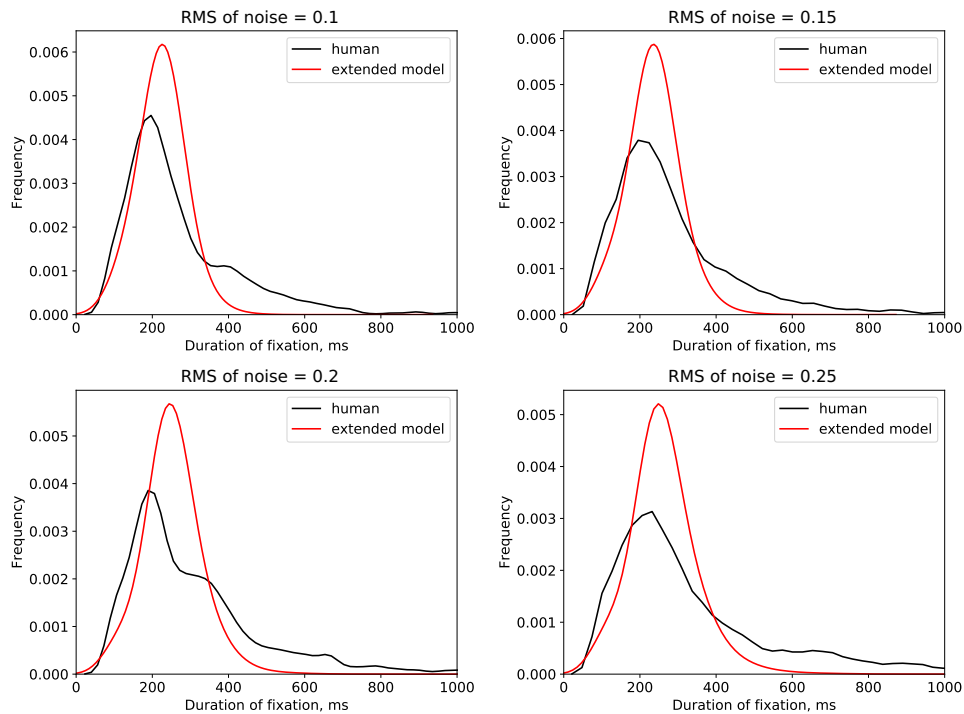 RMS of noise = 0.1
human
extended model
Frequency
0.006
0.005
0.004
0.003
0.002
0.001
0.000
0 200 400 600 800 1000
Duration of fixation, ms
RMS of noise = 0.15
human
extended model
Frequency
0.006
0.005
0.004
0.003
0.002
0.001
0.000
0 200 400 600 800 1000
Duration of fixation, ms
RMS of noise = 0.2
human
extended model
Frequency
0.005
0.004
0.003
0.002
0.001
0.000
0 200 400 600 800 1000
Duration of fixation, ms
RMS of noise = 0.25
human
extended model
Frequency
0.005
0.004
0.003
0.002
0.001
0.000
0 200 400 600 800 1000
Duration of fixation, ms